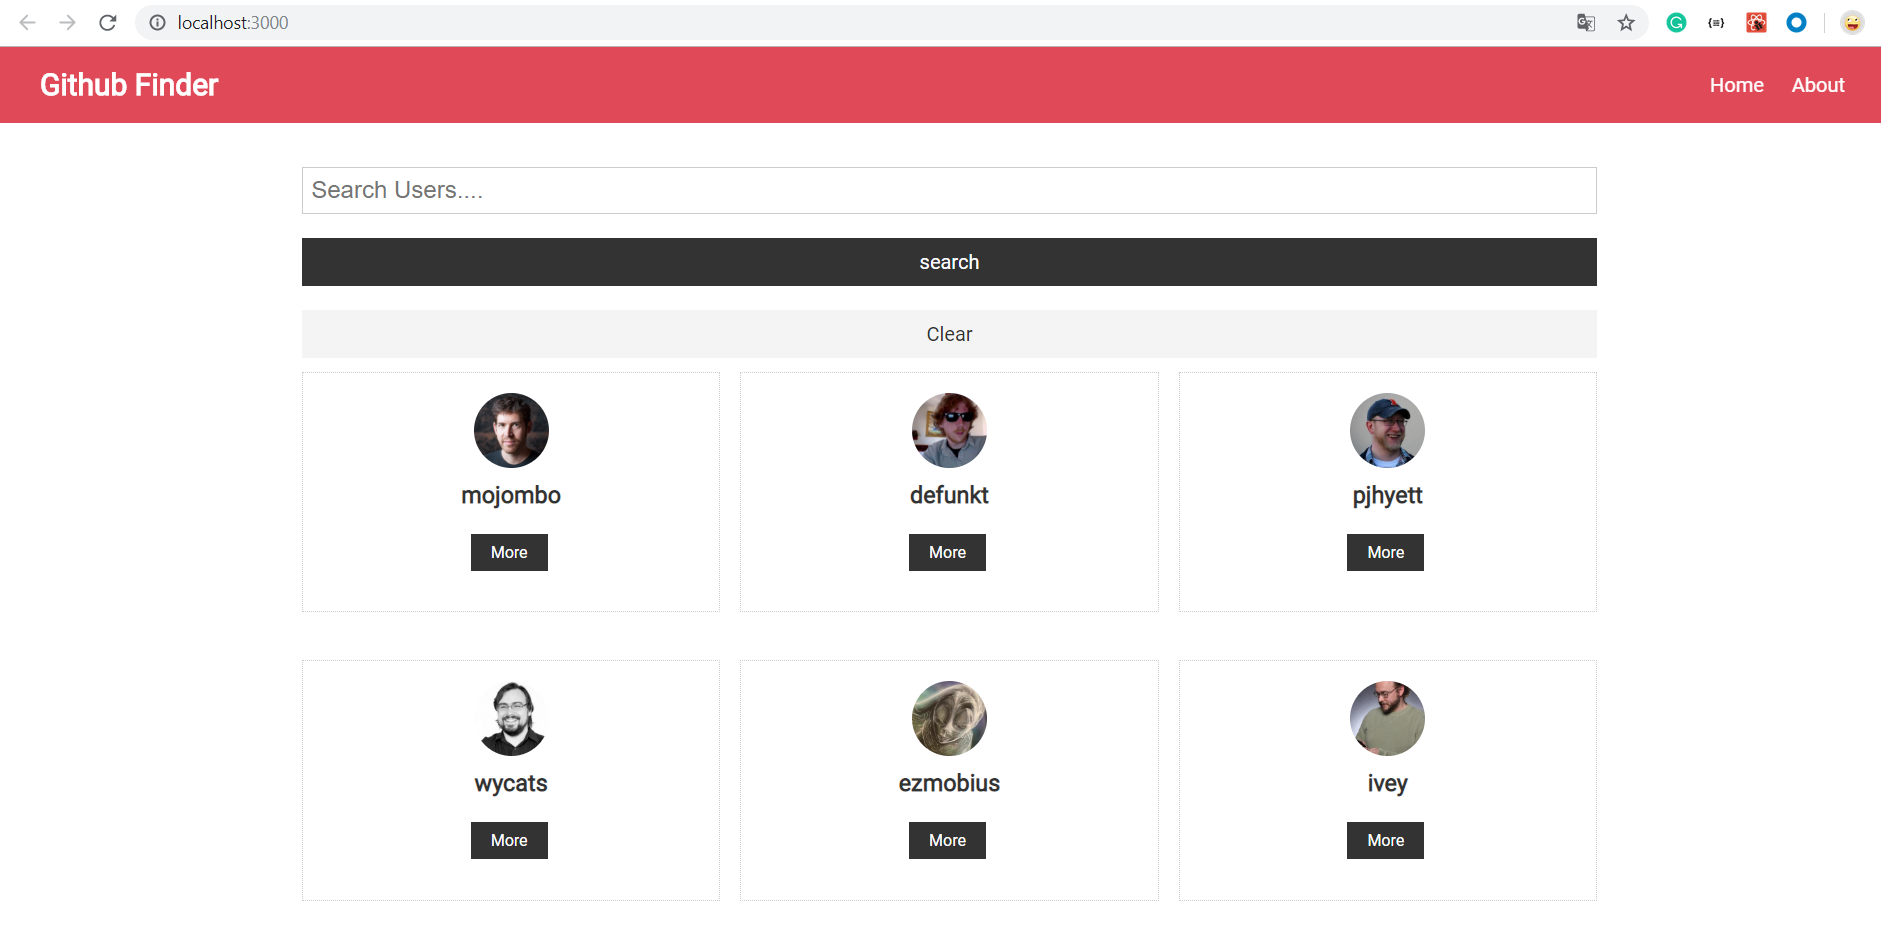 localhost:3000
Github Finder
Home About
Search Users....
search
Clear
mojombo defunkt pjhyett
More More More
wycats ezmobius ivey
More More More